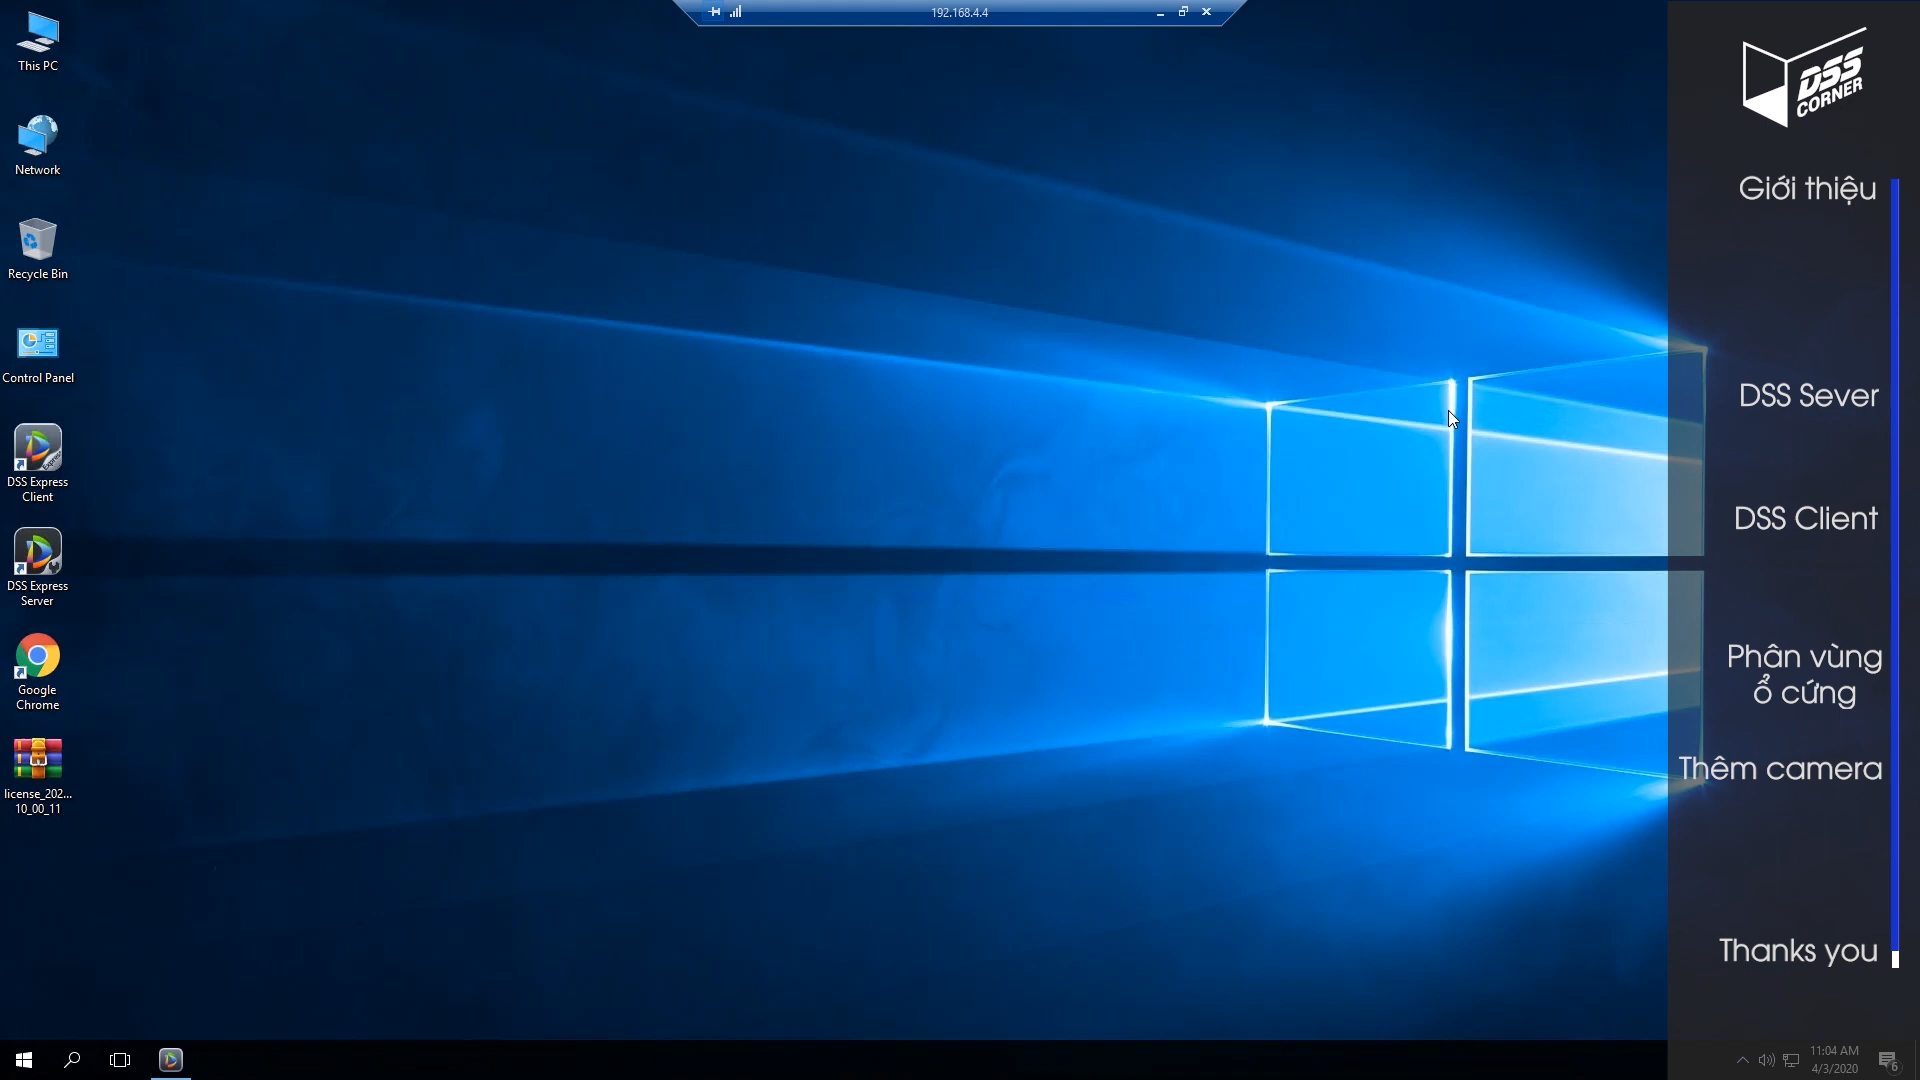 192.168.4.4
This PC
Network
Recycle Bin
Control Panel
DSS Express
Client
DSS Express
Server
Google
Chrome
license_202...
10_00_11
DSS
CORNER
Giới thiệu
DSS Sever
DSS Client
Phân vùng
ổ cứng
Thêm camera
Thanks you
11:04 AM
4/3/2020
6